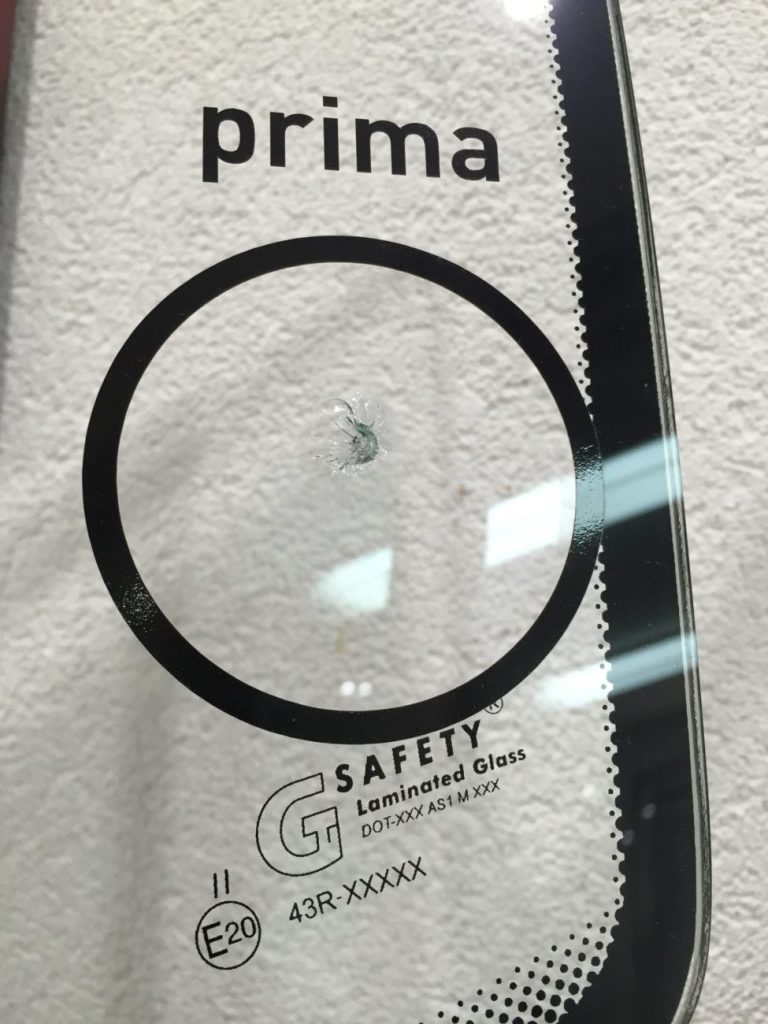 prima
®
SAFETY
Laminated Glass
DOT-XXX AS1 M XXX
G
43R-XXXXX
II
E20